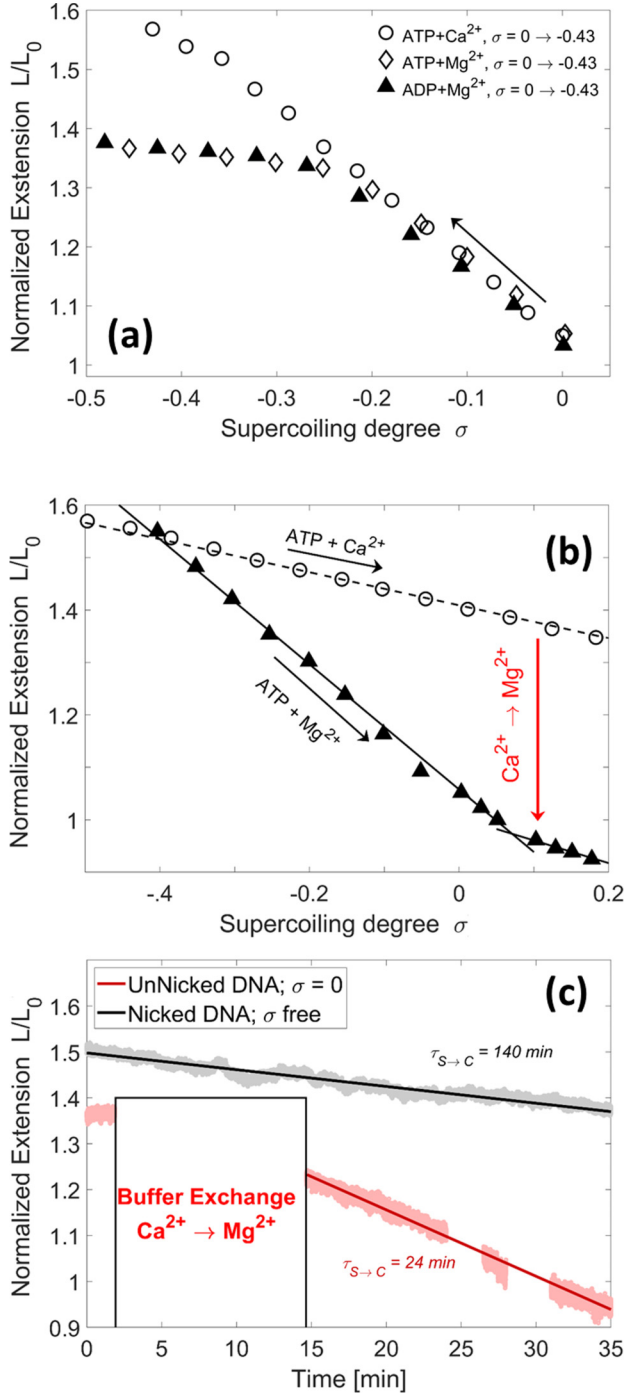 Normalized Exstension L/L₀
1.6
1.5
1.4
1.3
1.2
1.1
1
ATP+Ca²⁺, σ = 0 → -0.43
ATP+Mg²⁺, σ = 0 → -0.43
ADP+Mg²⁺, σ = 0 → -0.43
(a)
-0.5 -0.4 -0.3 -0.2 -0.1 0
Supercoiling degree σ
Normalized Exstension L/L₀
1.6
1.4
1.2
1
(b)
ATP + Ca²⁺
ATP + Mg²⁺
Ca²⁺ → Mg²⁺
-.4 -0.2 0 0.2
Supercoiling degree σ
Normalized Extension L/L₀
1.6
1.5
1.4
1.3
1.2
1.1
1
0.9
UnNicked DNA; σ = 0
Nicked DNA; σ free
(c)
τS→C = 140 min
Buffer Exchange
Ca²⁺ → Mg²⁺
τS→C = 24 min
0 5 10 15 20 25 30 35
Time [min]